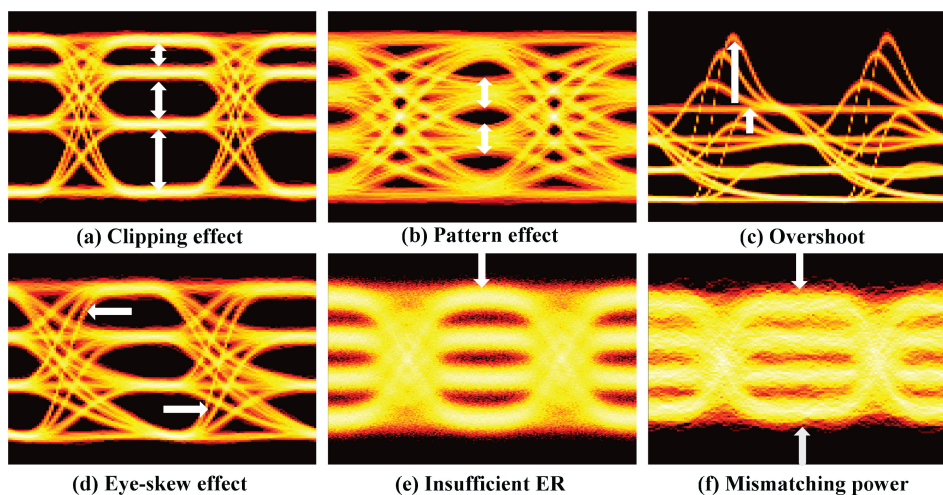 (a) Clipping effect
(b) Pattern effect
(c) Overshoot
(d) Eye-skew effect
(e) Insufficient ER
(f) Mismatching power